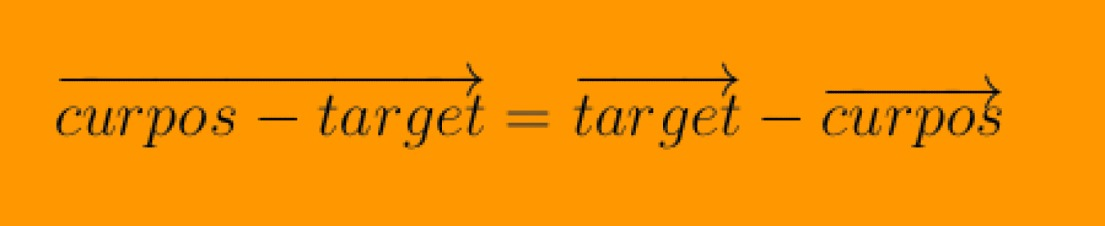 curpos − target = target − curpos